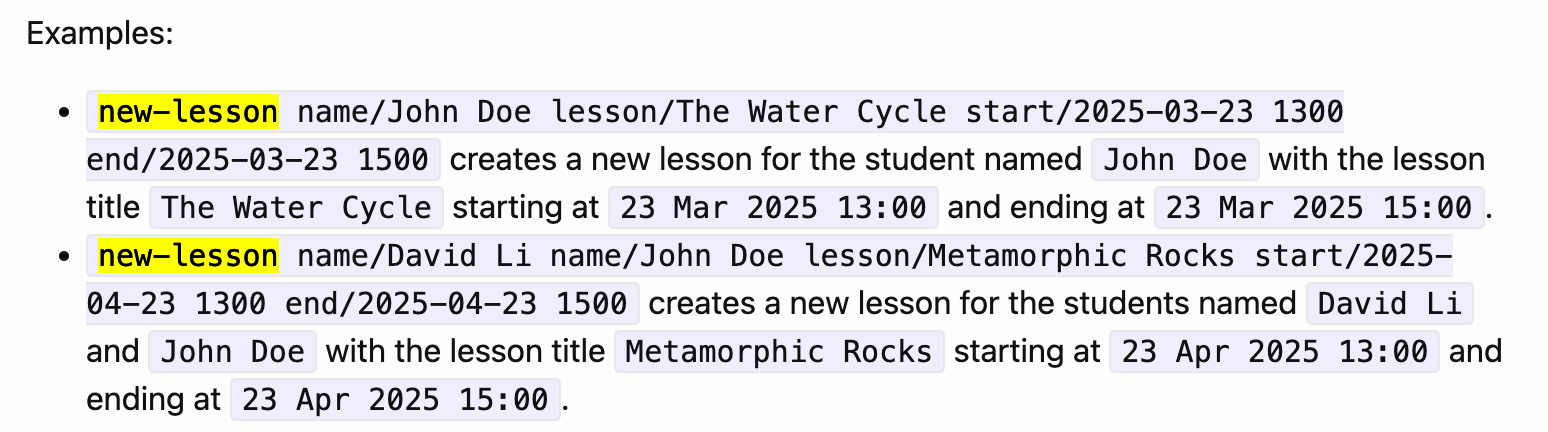 Examples:
• new-lesson name/John Doe lesson/The Water Cycle start/2025-03-23 1300
end/2025-03-23 1500 creates a new lesson for the student named John Doe with the lesson
title The Water Cycle starting at 23 Mar 2025 13:00 and ending at 23 Mar 2025 15:00.
• new-lesson name/David Li name/John Doe lesson/Metamorphic Rocks start/2025-
04-23 1300 end/2025-04-23 1500 creates a new lesson for the students named David Li
and John Doe with the lesson title Metamorphic Rocks starting at 23 Apr 2025 13:00 and
ending at 23 Apr 2025 15:00.